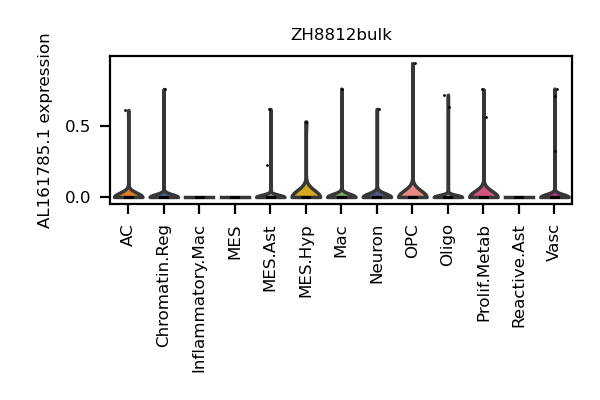 ZH8812bulk
AL161785.1 expression
0.5
0.0
AC
Chromatin.Reg
Inflammatory.Mac
MES
MES.Ast
MES.Hyp
Mac
Neuron
OPC
Oligo
Prolif.Metab
Reactive.Ast
Vasc